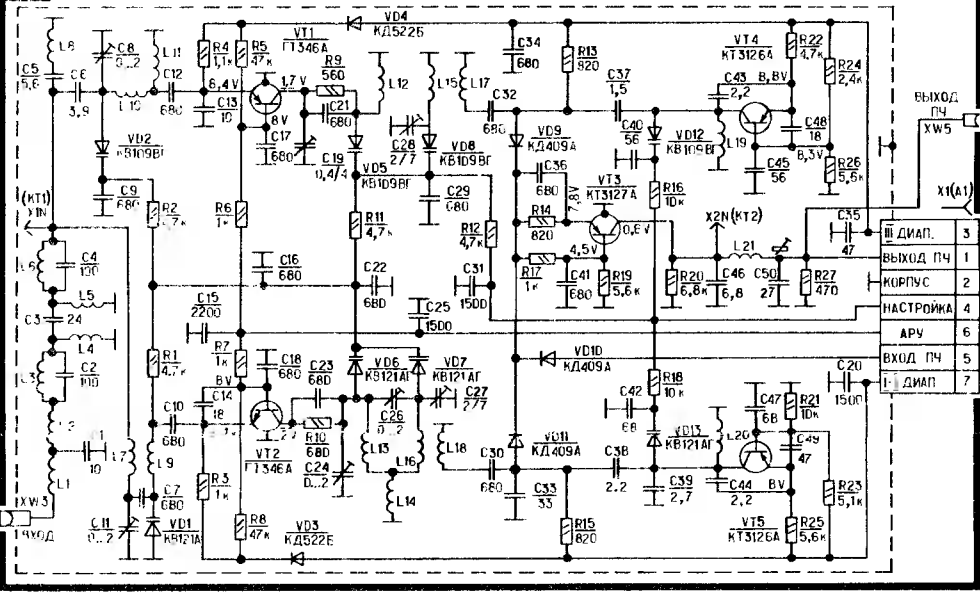 L8
C5
5,6
C6
3,9
C8
0...2
L11
C12
680
L10
R4
1,1к
R5
47к
VT1
ГТ346А
6,4V
C13
10
8V
1,7V
C17
680
R9
560
C21
680
C19
0,4/4
VD4
КД522Б
L12
L15
L17
C28
2/7
VD8
КВ109ВГ
VD5
КВ109ВГ
C34
680
R13
820
C32
680
C37
1,5
VD9
КД409А
C40
56
VD12
КВ109ВГ
VT4
КТ3126А
R22
4,7к
R24
2,4к
C43
2,2
8,8V
L19
C48
18
8,3V
C45
56
R26
5,6к
ВЫХОД
ПЧ
XW5
VD2
КВ109ВГ
C9
680
R2
R6
1к
R11
4,7к
C29
680
R12
4,7к
C36
680
R14
820
VT3
КТ3127А
7,8V
0,6V
4,5V
R17
1к
C41
680
R19
5,6к
R16
10к
R20
6,8к
X2N(КТ2)
L21
C46
6,8
C50
27
R27
470
C35
47
X1(А1)
III ДИАП. 3
ВЫХОД ПЧ 1
КОРПУС 2
НАСТРОЙКА 4
АРУ 6
ВХОД ПЧ 5
ДИАП 7
(КТ1)
X1N
L6
C4
100
L5
C3
24
L4
L3
C2
100
L2
10
L1
XW3
ВХОД
C16
680
C22
680
C31
1500
C25
1500
C15
2200
R1
4,7к
R7
1к
C18
680
8V
C14
18
C10
680
VT2
ГТ346А
C23
680
R10
680
C24
0...2
VD6
КВ121АГ
VD7
КВ121АГ
C26
0...2
C27
2/7
L13
L16
L14
L18
C30
680
VD10
КД409А
VD11
КД409А
C33
33
C38
2,2
C42
68
R18
10к
VD13
КВ121АГ
C39
2,7
L20
C44
2,2
C47
68
R21
10к
C20
1500
C49
47
8V
R23
5,1к
VT5
КТ3126А
R25
5,6к
R15
820
L7
L9
C7
680
C11
0...2
VD1
КВ121А
R3
1к
R8
47к
VD3
КД522Б